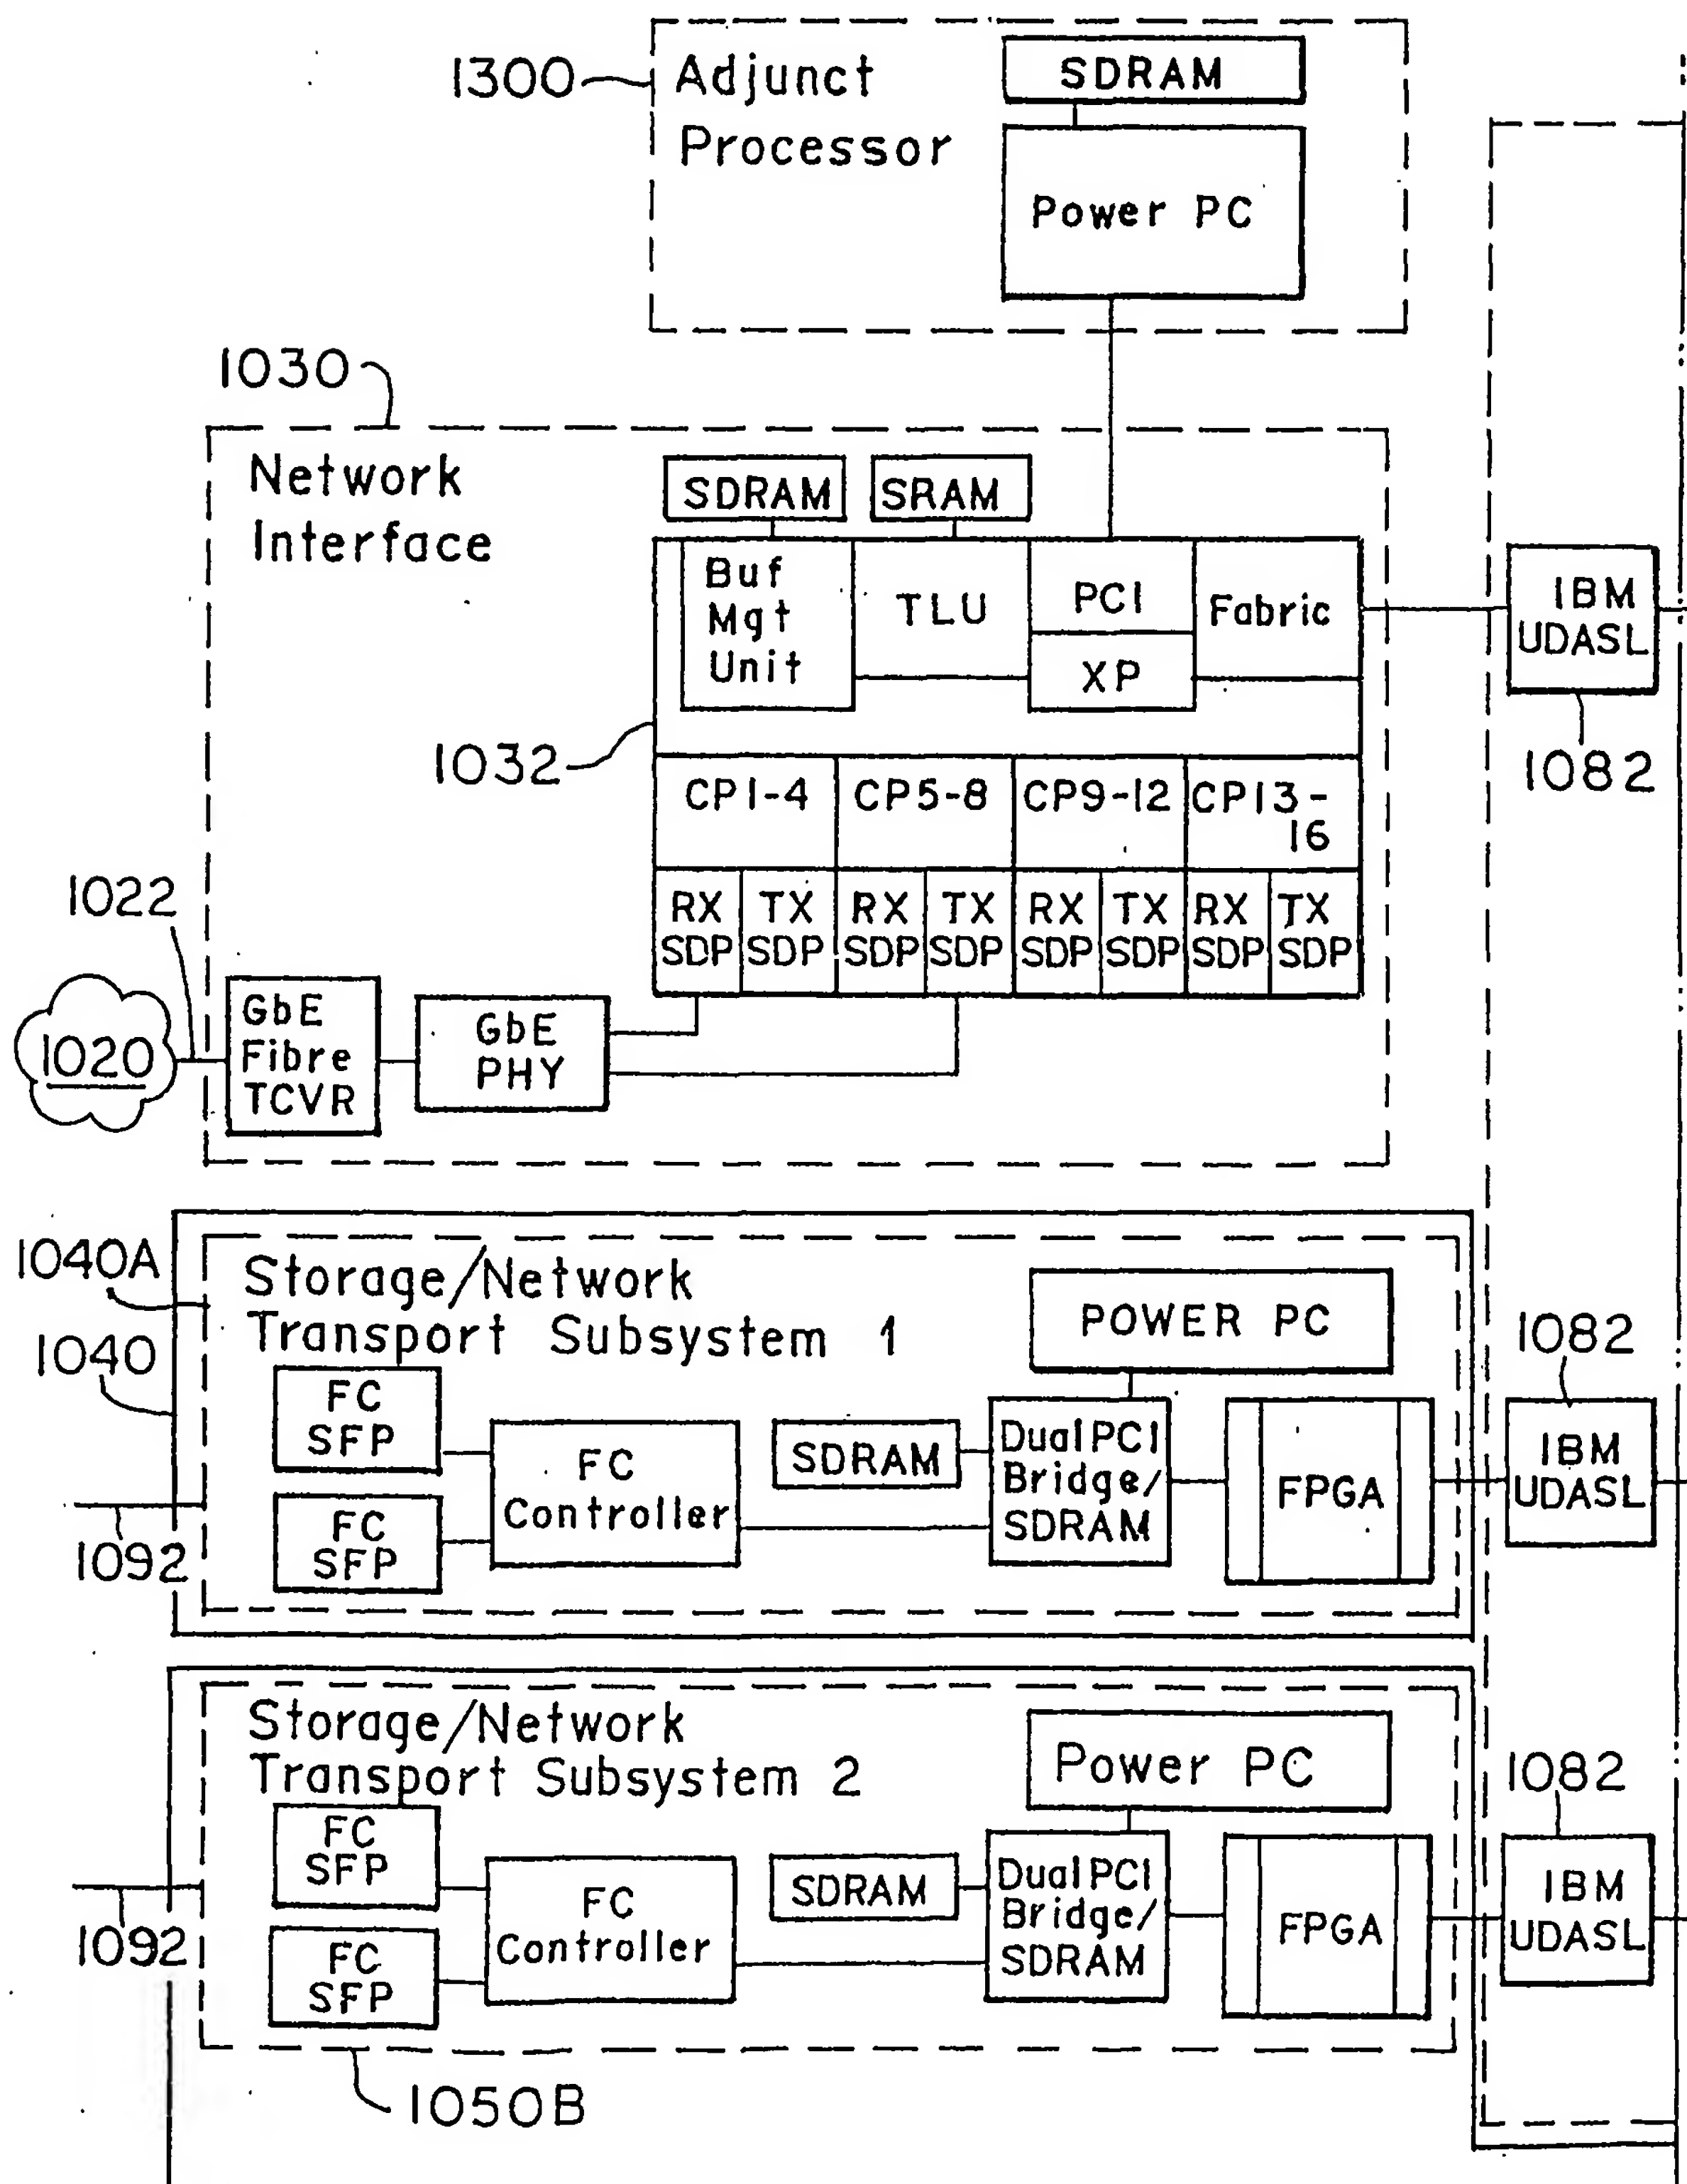 1300
Adjunct
Processor
SDRAM
Power PC
1030
Network
Interface
SDRAM
SRAM
Buf
Mgt
Unit
TLU
PCI
XP
Fabric
IBM
UDASL
1082
1032
CP1-4
CP5-8
CP9-12
CP13-
16
RX
SDP
TX
SDP
RX
SDP
TX
SDP
RX
SDP
TX
SDP
RX
SDP
TX
SDP
1022
1020
GbE
Fibre
TCVR
GbE
PHY
1040A
1040
Storage/Network
Transport Subsystem 1
POWER PC
FC
SFP
FC
SFP
FC
Controller
SDRAM
Dual PCI
Bridge/
SDRAM
FPGA
1082
IBM
UDASL
1092
Storage/Network
Transport Subsystem 2
Power PC
FC
SFP
FC
SFP
FC
Controller
SDRAM
Dual PCI
Bridge/
SDRAM
FPGA
1082
IBM
UDASL
1092
1050B